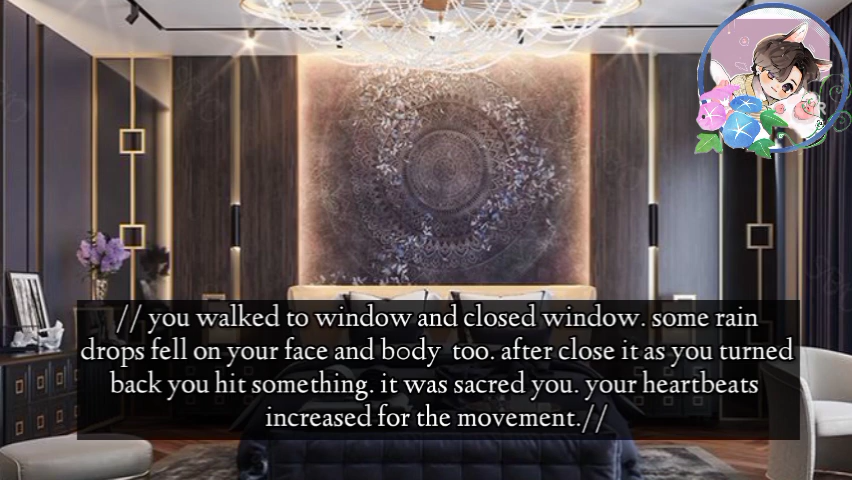 // you walked to window and closed window. some rain
drops fell on your face and body too. after close it as you turned
back you hit something. it was sacred you. your heartbeats
increased for the movement.//